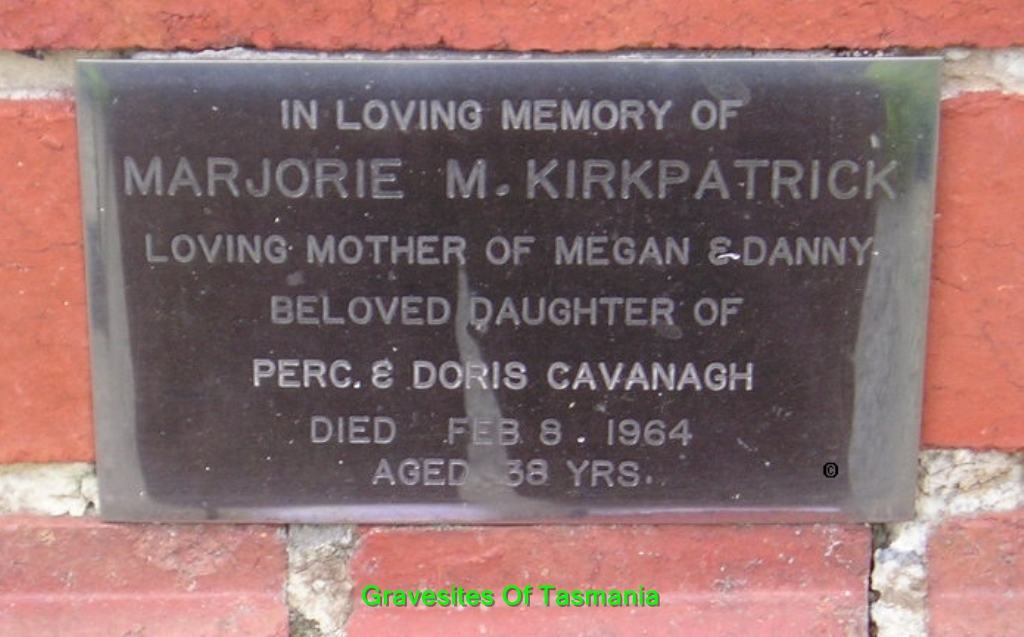 IN LOVING MEMORY OF
MARJORIE M. KIRKPATRICK
LOVING MOTHER OF MEGAN & DANNY
BELOVED DAUGHTER OF
PERC. & DORIS CAVANAGH
DIED FEB 8. 1964
AGED 38 YRS.
©
Gravesites Of Tasmania